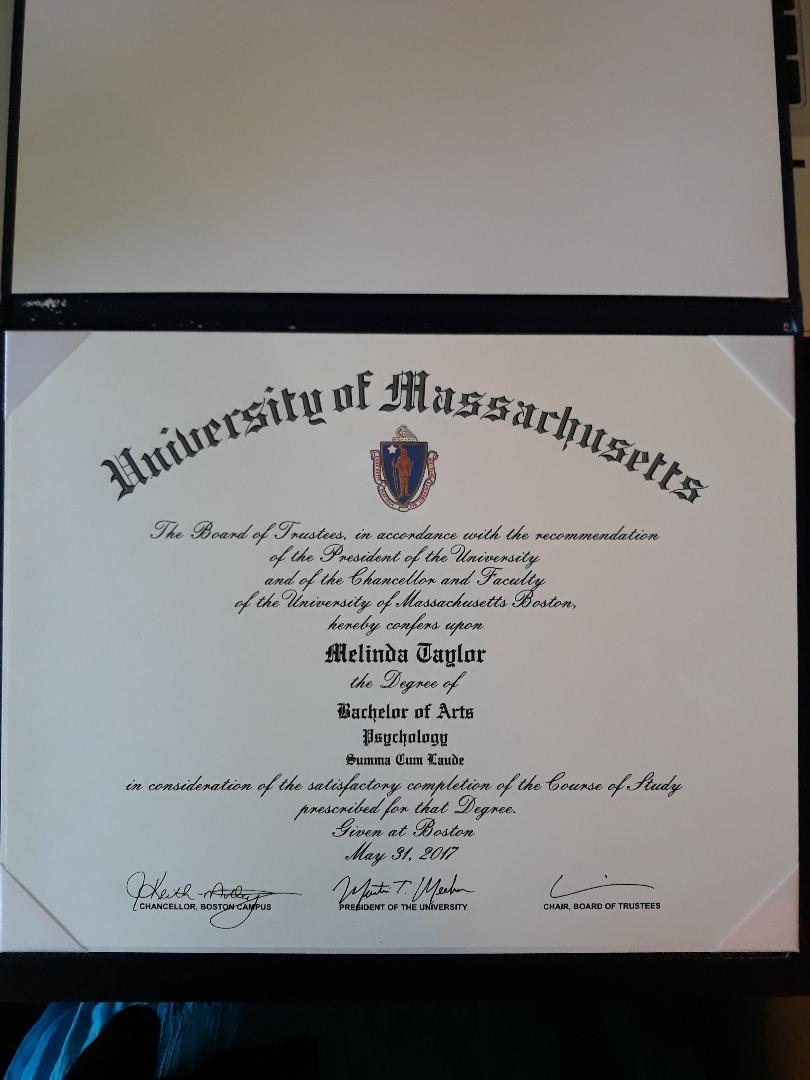 University of Massachusetts
The Board of Trustees, in accordance with the recommendation
of the President of the University
and of the Chancellor and Faculty
of the University of Massachusetts Boston,
hereby confers upon
Melinda Taylor
the Degree of
Bachelor of Arts
Psychology
Summa Cum Laude
in consideration of the satisfactory completion of the Course of Study
prescribed for that Degree.
Given at Boston
May 31, 2017
J. Keith Motley
Martin T. Meehan
CHANCELLOR, BOSTON CAMPUS
PRESIDENT OF THE UNIVERSITY
CHAIR, BOARD OF TRUSTEES